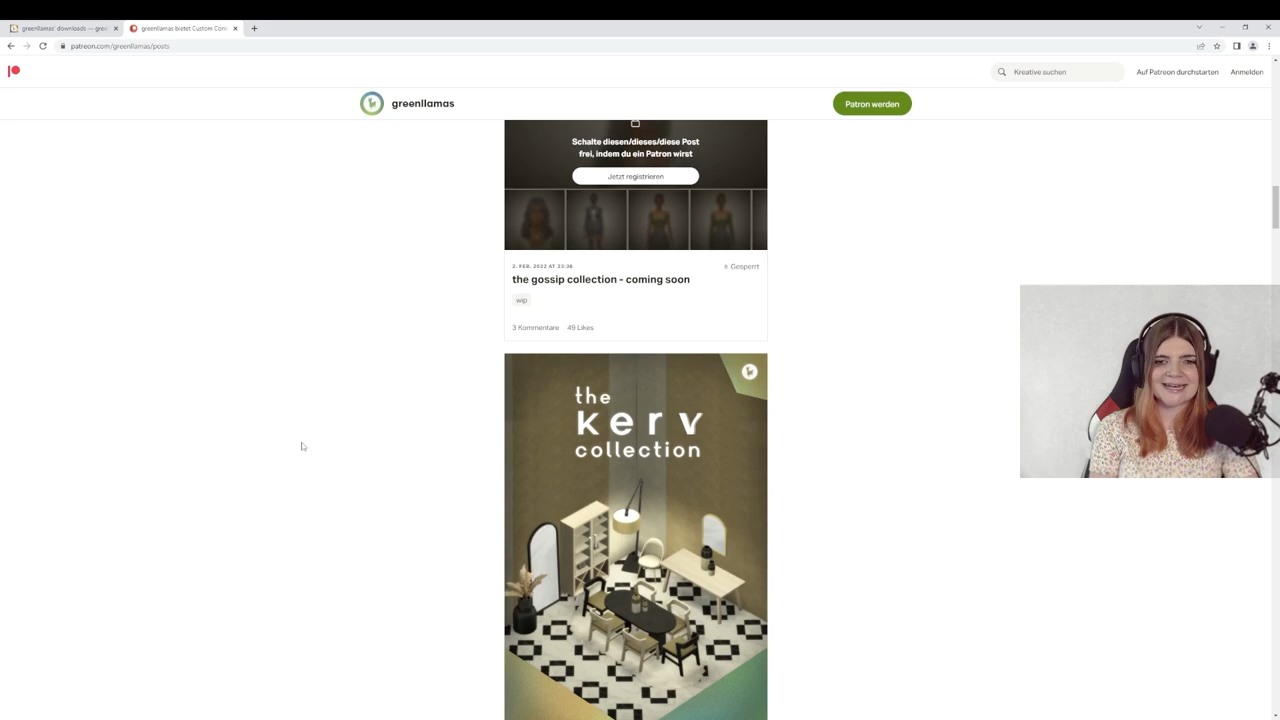 greenllamas' downloads — gree
greenllamas bietet Custom Con
patreon.com/greenllamas/posts
Kreative suchen
Auf Patreon durchstarten
Anmelden
greenllamas
Patron werden
Schalte diesen/dieses/diese Post
frei, indem du ein Patron wirst
Jetzt registrieren
2. FEB. 2022 AT 23:38
Gesperrt
the gossip collection - coming soon
wip
3 Kommentare 49 Likes
the
kerv
collection